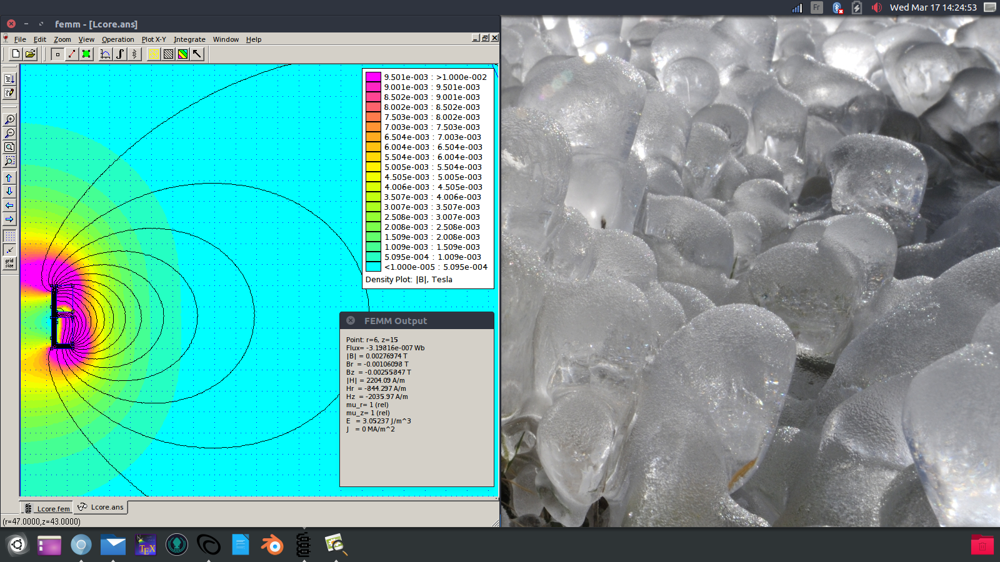 Fr
Wed Mar 17 14:24:53
femm - [Lcore.ans]
File Edit Zoom View Operation Plot X-Y Integrate Window Help
9.501e-003 : >1.000e-002
9.001e-003 : 9.501e-003
8.502e-003 : 9.001e-003
8.002e-003 : 8.502e-003
7.503e-003 : 8.002e-003
7.003e-003 : 7.503e-003
6.504e-003 : 7.003e-003
6.004e-003 : 6.504e-003
5.504e-003 : 6.004e-003
5.005e-003 : 5.504e-003
4.505e-003 : 5.005e-003
4.006e-003 : 4.505e-003
3.507e-003 : 4.006e-003
3.007e-003 : 3.507e-003
2.508e-003 : 3.007e-003
2.008e-003 : 2.508e-003
1.509e-003 : 2.008e-003
1.009e-003 : 1.509e-003
5.095e-004 : 1.009e-003
<1.000e-005 : 5.095e-004
Density Plot: |B|, Tesla
grid
size
FEMM Output
Point: r=6, z=15
Flux= -3.19816e-007 Wb
|B| = 0.00276974 T
Br = -0.00106098 T
Bz = -0.00255847 T
|H| = 2204.09 A/m
Hr = -844.297 A/m
Hz = -2035.97 A/m
mu_r= 1 (rel)
mu_z= 1 (rel)
E = 3.05237 J/m^3
J = 0 MA/m^2
Lcore.fem
Lcore.ans
(r=47.0000,z=43.0000)
TEX